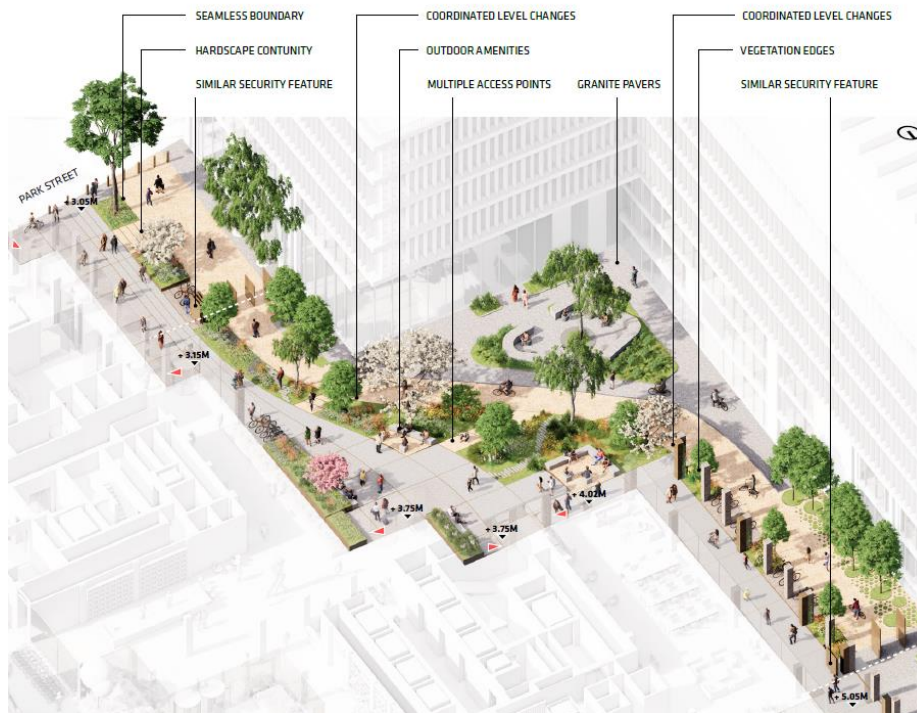 SEAMLESS BOUNDARY
COORDINATED LEVEL CHANGES
COORDINATED LEVEL CHANGES
HARDSCAPE CONTUNITY
OUTDOOR AMENITIES
VEGETATION EDGES
SIMILAR SECURITY FEATURE
MULTIPLE ACCESS POINTS
GRANITE PAVERS
SIMILAR SECURITY FEATURE
PARK STREET
+ 3.05M
+ 3.15M
+ 4.02M
+ 3.75M
+ 3.75M
+ 5.05M